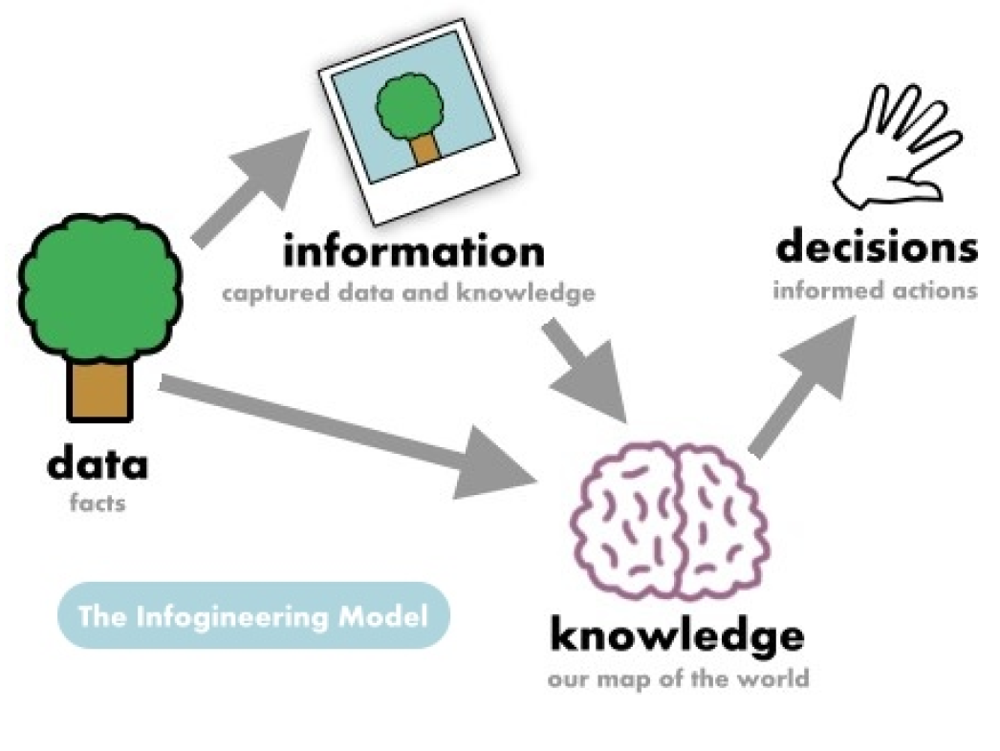 information
captured data and knowledge
decisions
informed actions
data
facts
The Infogineering Model
knowledge
our map of the world